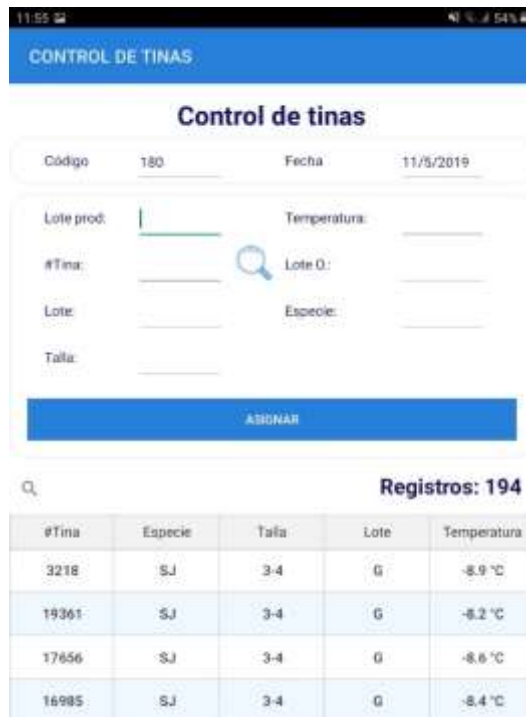 11:55 54%
CONTROL DE TINAS
Control de tinas
Código 180 Fecha 11/5/2019
Lote prod: Temperatura:
#Tina: Lote O.:
Lote: Especie:
Talla:
ASIGNAR
Registros: 194
#Tina Especie Talla Lote Temperatura
3218 SJ 3-4 G -8.9 °C
19361 SJ 3-4 G -8.2 °C
17656 SJ 3-4 G -8.6 °C
16985 SJ 3-4 G -8.4 °C